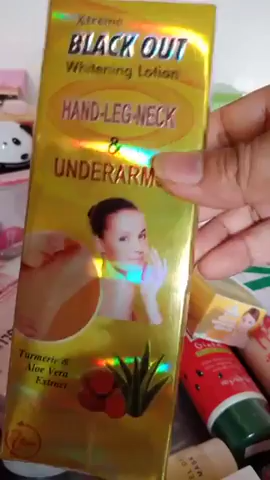 Xtreme
BLACK OUT
Whitening Lotion
HAND-LEG-NECK
&
UNDERARMS
Turmeric &
Aloe Vera
Extract